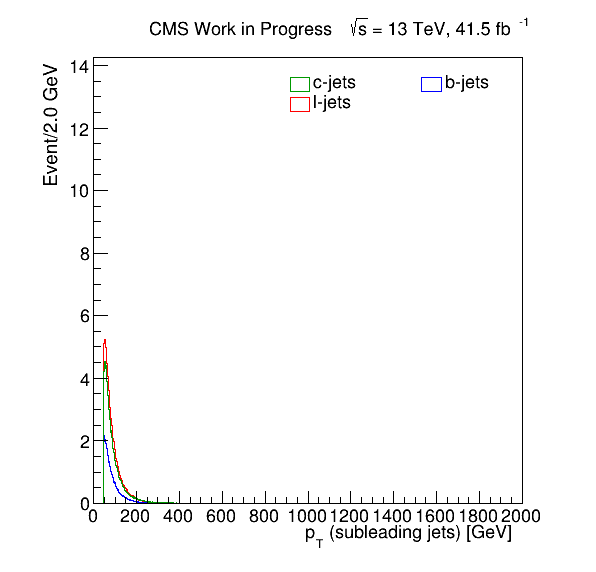 CMS Work in Progress √s = 13 TeV, 41.5 fb -1
Event/2.0 GeV
14
12
10
8
6
4
2
0
c-jets
b-jets
l-jets
0 200 400 600 800 1000 1200 1400 1600 1800 2000
pT (subleading jets) [GeV]